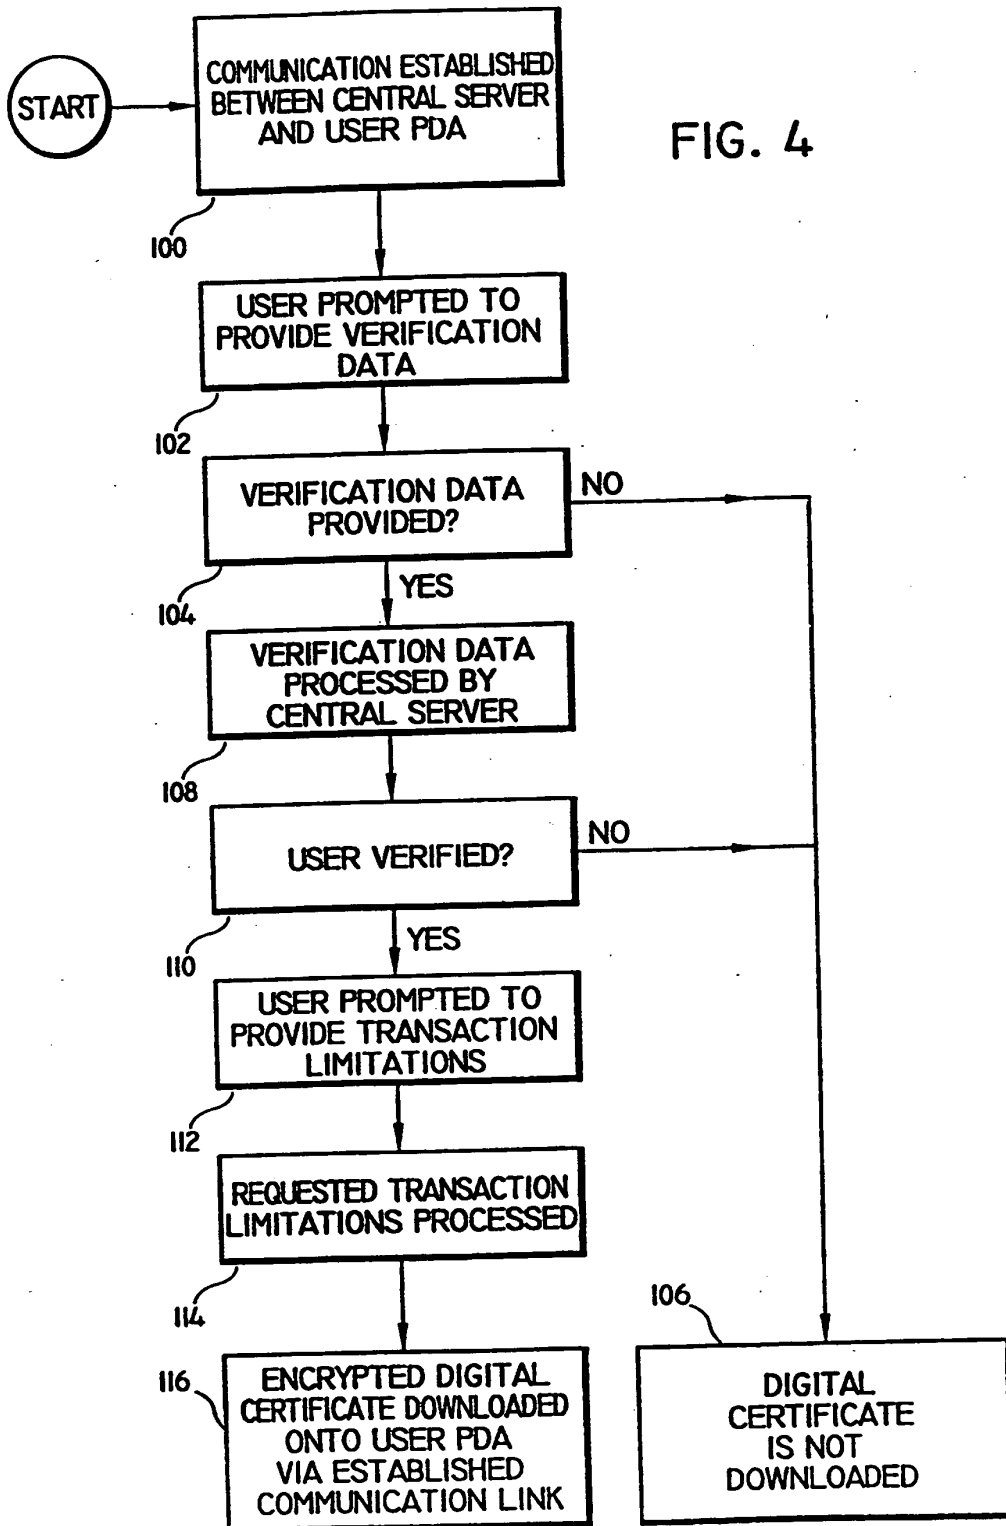 START
COMMUNICATION ESTABLISHED
BETWEEN CENTRAL SERVER
AND USER PDA
FIG. 4
100
USER PROMPTED TO
PROVIDE VERIFICATION
DATA
102
VERIFICATION DATA
PROVIDED?
NO
104
YES
VERIFICATION DATA
PROCESSED BY
CENTRAL SERVER
108
USER VERIFIED?
NO
110
YES
USER PROMPTED TO
PROVIDE TRANSACTION
LIMITATIONS
112
REQUESTED TRANSACTION
LIMITATIONS PROCESSED
114
106
116
ENCRYPTED DIGITAL
CERTIFICATE DOWNLOADED
ONTO USER PDA
VIA ESTABLISHED
COMMUNICATION LINK
DIGITAL
CERTIFICATE
IS NOT
DOWNLOADED